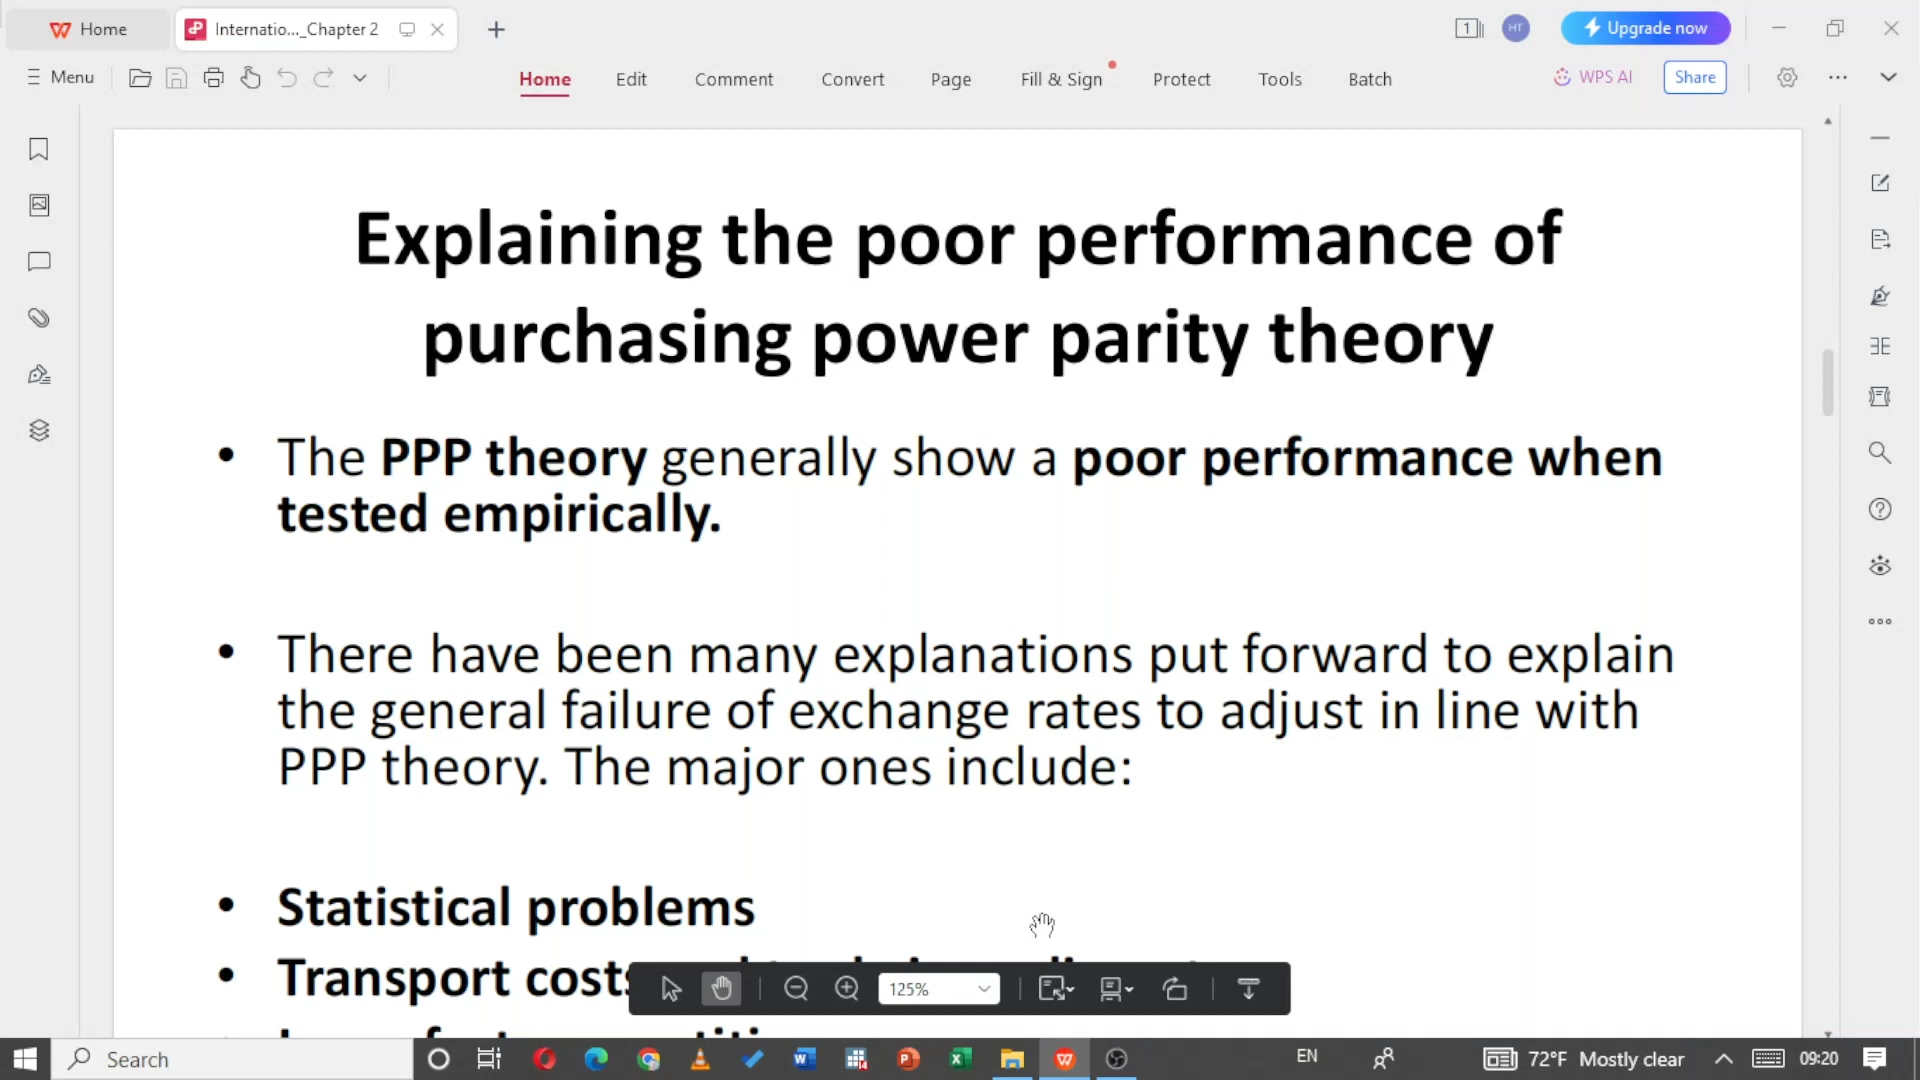 Home
Internatio..._Chapter 2
1
HT
Upgrade now
Menu
Home
Edit
Comment
Convert
Page
Fill & Sign
Protect
Tools
Batch
WPS AI
Share
Explaining the poor performance of
purchasing power parity theory
• The PPP theory generally show a poor performance when
tested empirically.
• There have been many explanations put forward to explain
the general failure of exchange rates to adjust in line with
PPP theory. The major ones include:
• Statistical problems
• Transport costs
125%
Search
EN
72°F Mostly clear
09:20